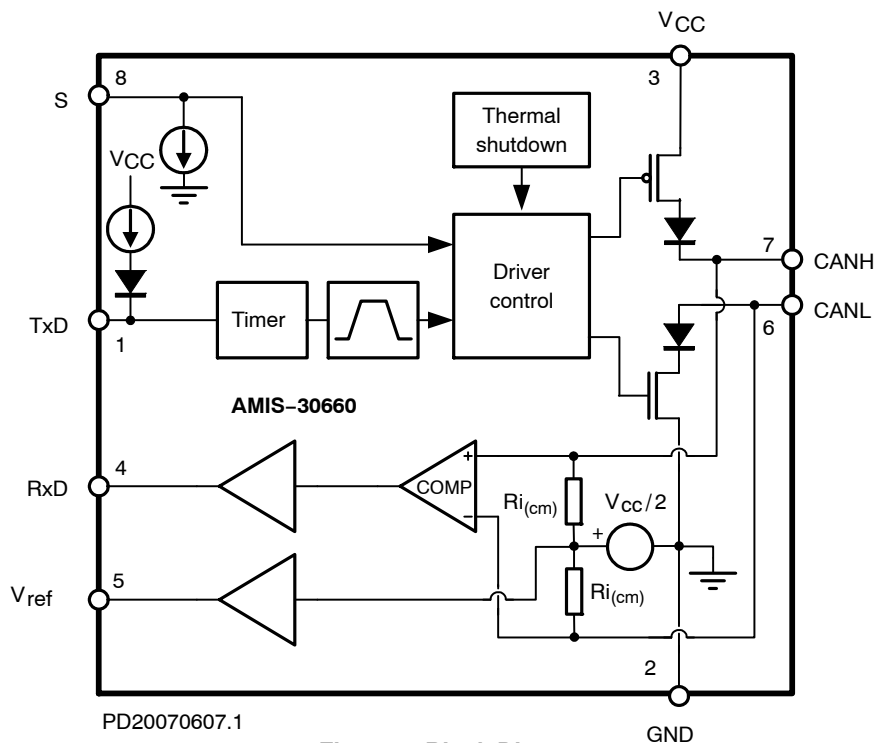 VCC
8
3
S
Thermal
shutdown
VCC
7
CANH
Driver
control
CANL
TxD
Timer
6
1
AMIS−30660
4
RxD
+
COMP
−
Ri(cm)
VCC/2
+
5
Vref
Ri(cm)
2
PD20070607.1
GND